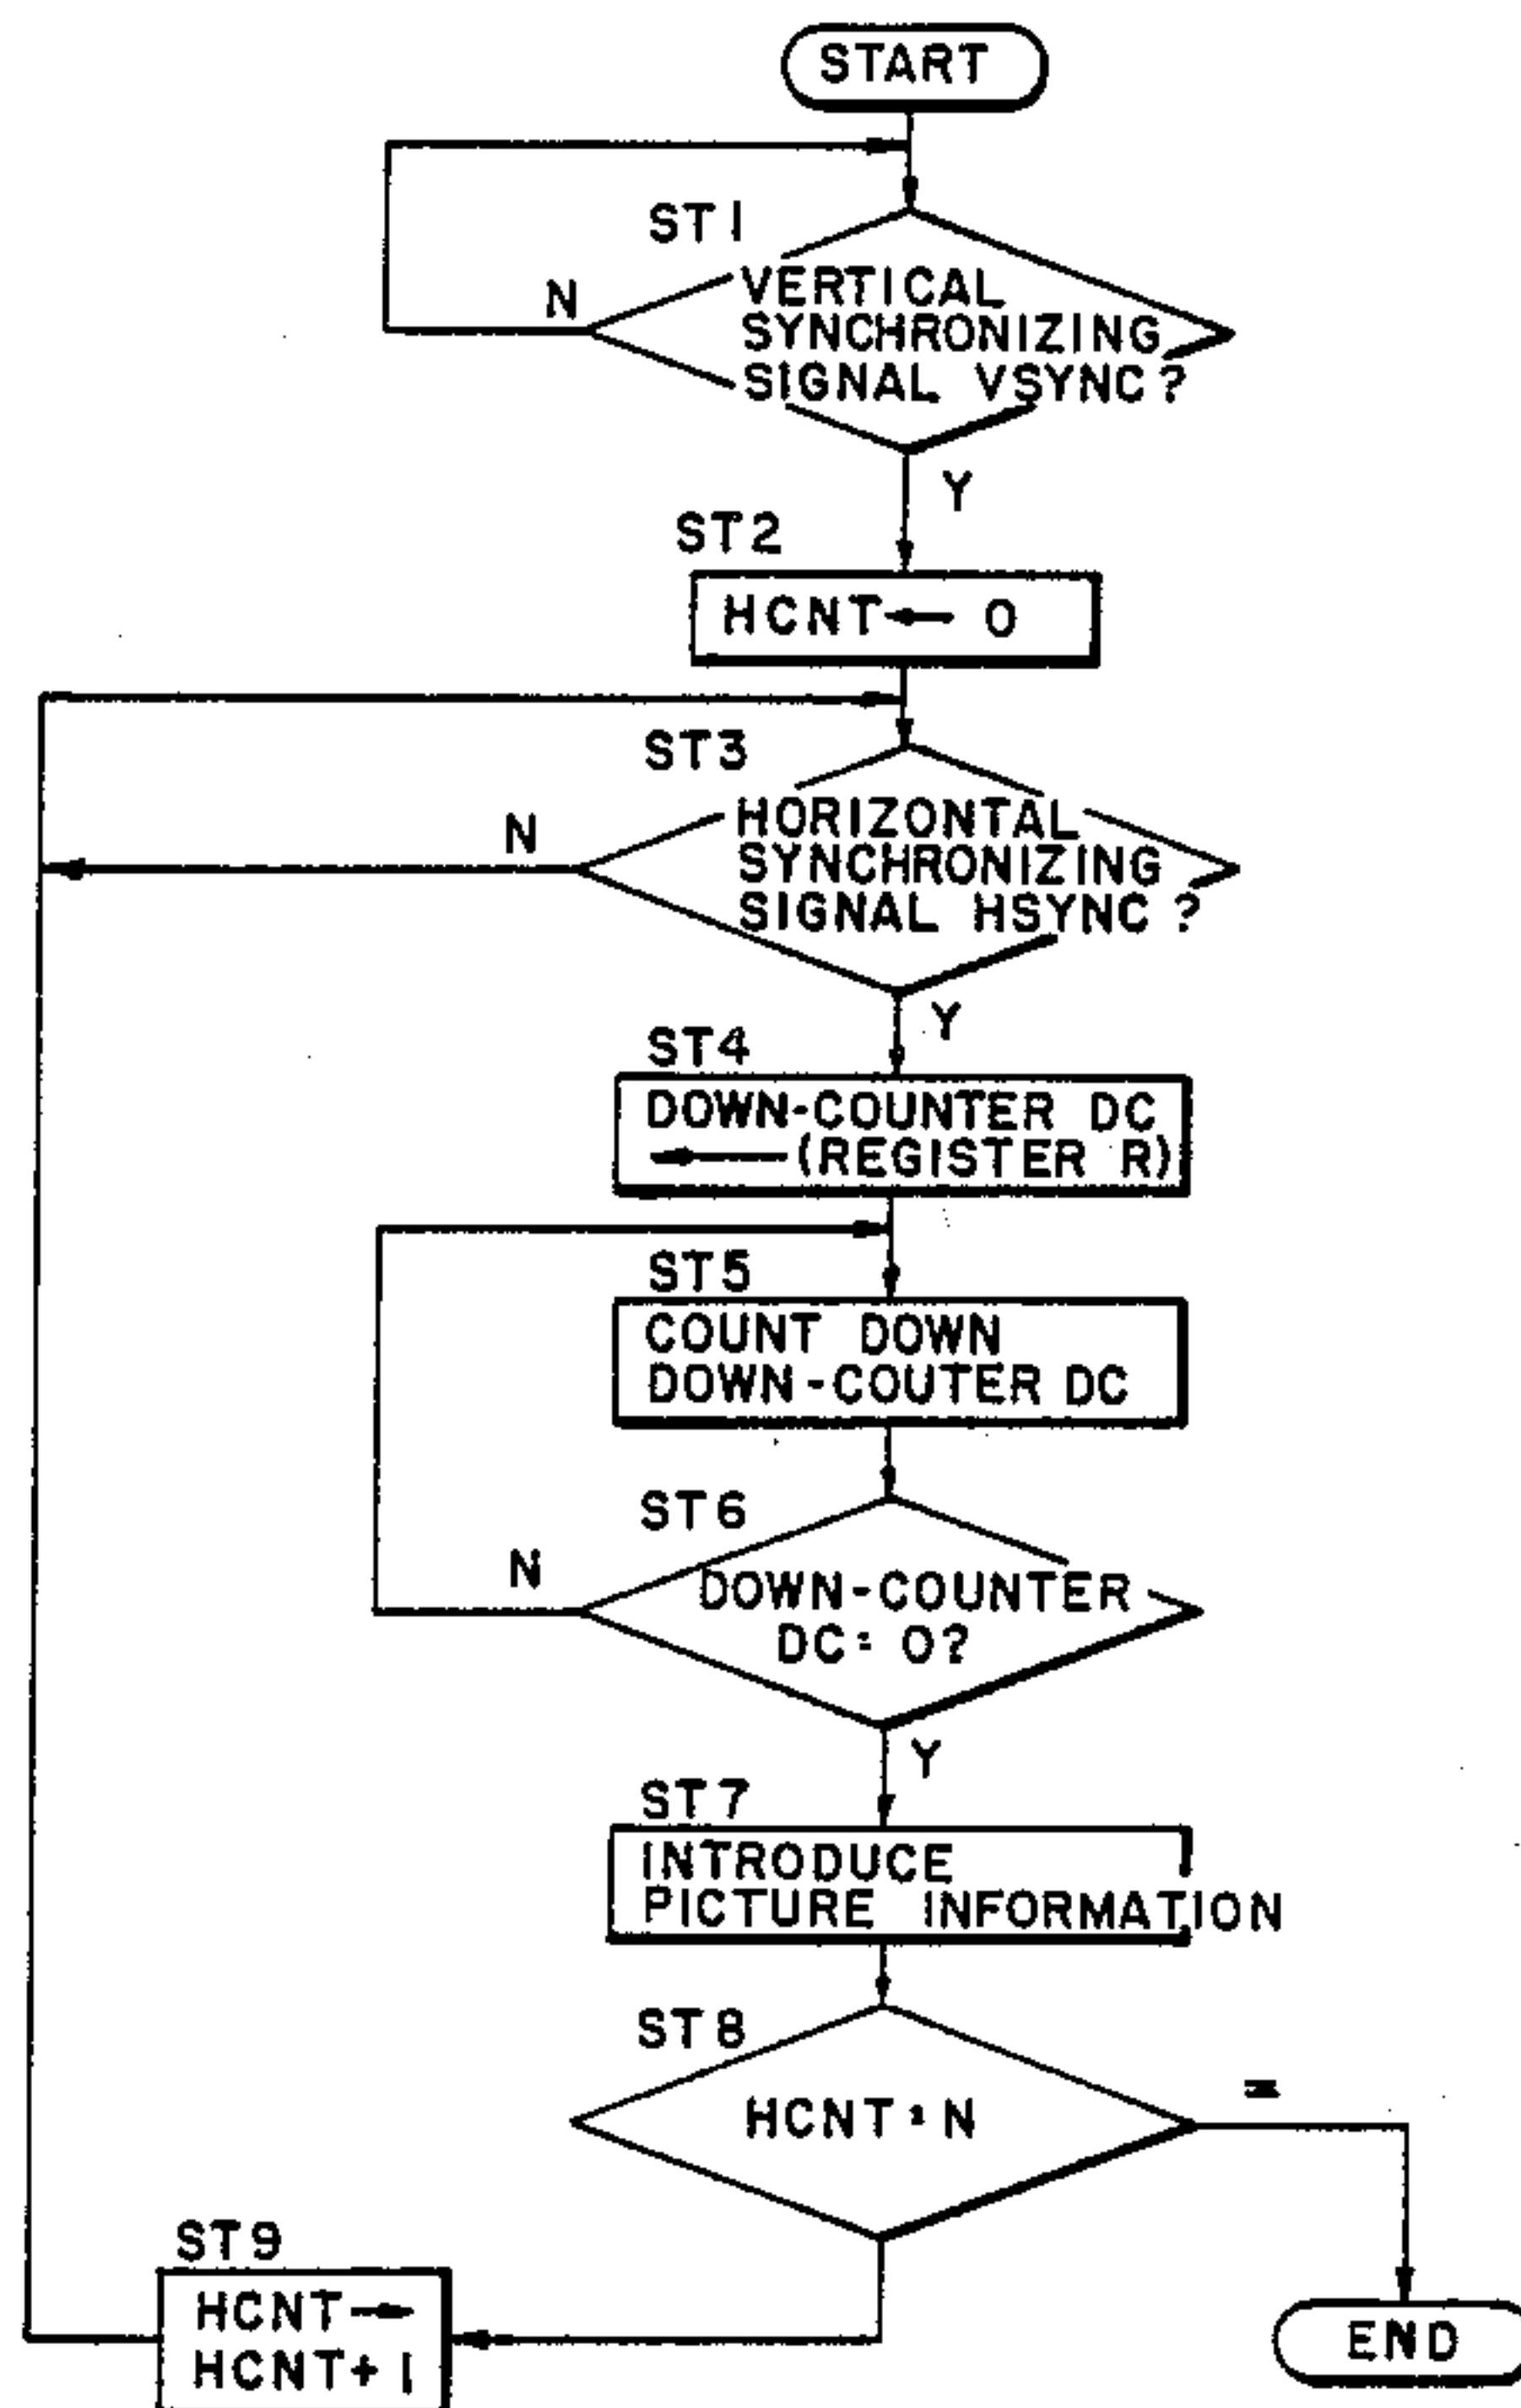 START
ST1
N
VERTICAL
SYNCHRONIZING
SIGNAL VSYNC?
Y
ST2
HCNT← 0
ST3
N
HORIZONTAL
SYNCHRONIZING
SIGNAL HSYNC?
Y
ST4
DOWN-COUNTER DC
←(REGISTER R)
ST5
COUNT DOWN
DOWN-COUTER DC
ST6
N
DOWN-COUNTER
DC= 0?
Y
ST7
INTRODUCE
PICTURE INFORMATION
ST8
HCNT:N
=
ST9
HCNT→
HCNT+1
END